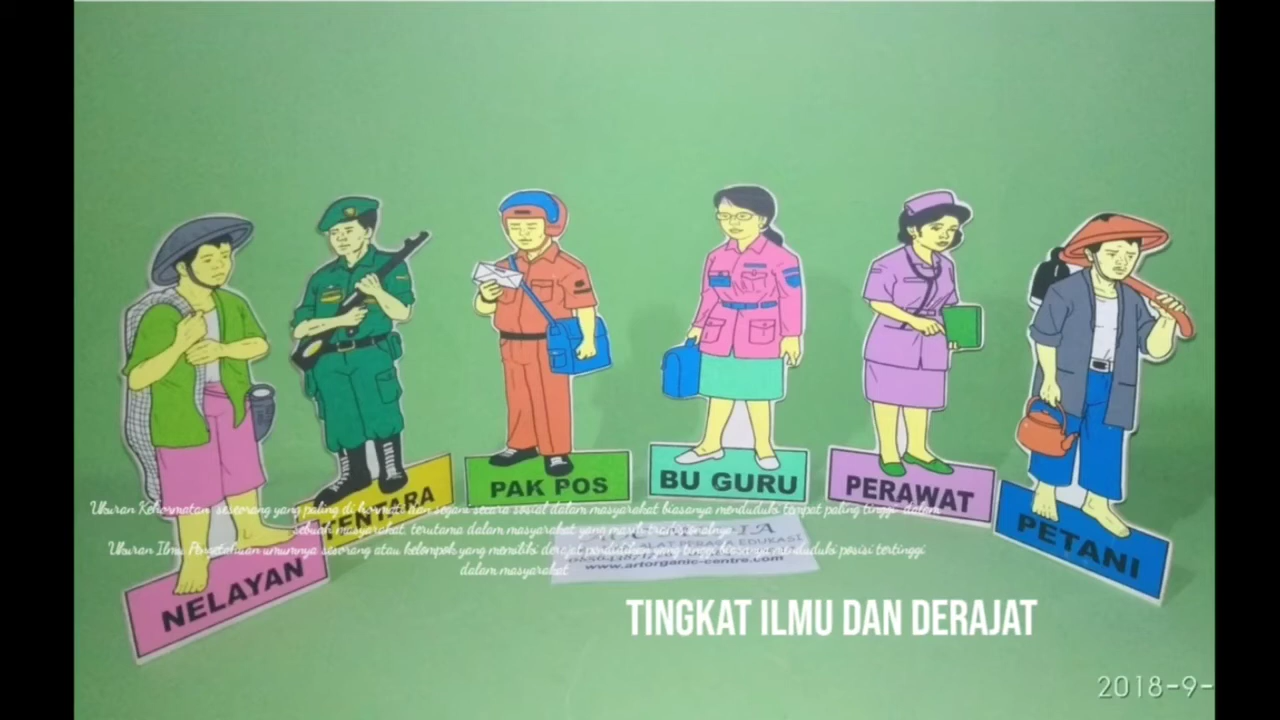 NELAYAN
TENTARA
PAK POS
BU GURU
PERAWAT
PETANI
Ukuran Kehormatan seseorang yang paling di hormati dan segani secara sosial dalam masyarakat biasanya menduduki tempat paling tinggi dalam
sebuah masyarakat, terutama dalam masyarakat yang masih
Ukuran Ilmu umumnya seorang atau kelompok yang memiliki derajat pendidikan yang tinggi biasanya menduduki posisi tertinggi
dalam masyarakat
ALAT PERAGA EDUKASI
www.artorganic-centre.com
TINGKAT ILMU DAN DERAJAT
2018-9-